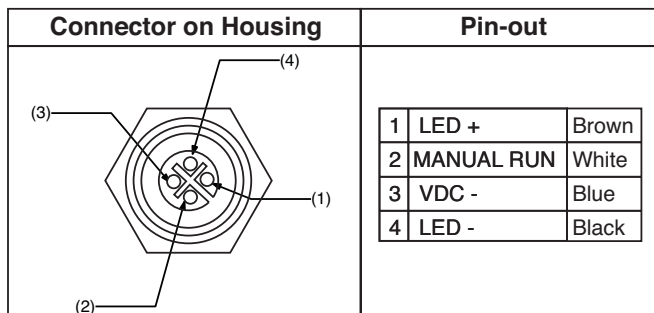 Connector on Housing Pin-out
(4)
(3)
(1)
(2)
1 LED + Brown
2 MANUAL RUN White
3 VDC - Blue
4 LED - Black